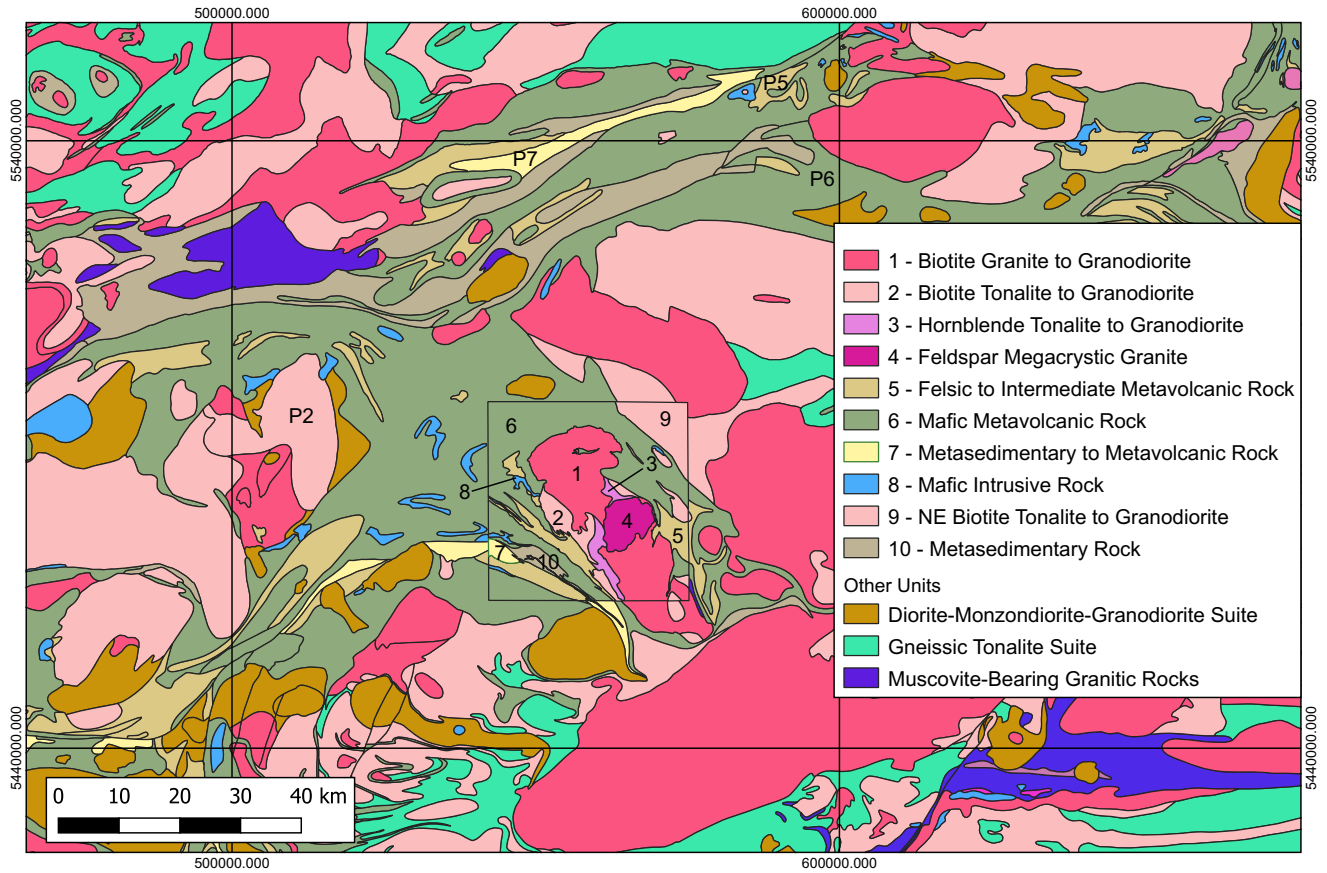 500000.000 600000.000
5540000.000 5540000.000
P5
P7
P6
1 - Biotite Granite to Granodiorite
2 - Biotite Tonalite to Granodiorite
3 - Hornblende Tonalite to Granodiorite
4 - Feldspar Megacrystic Granite
5 - Felsic to Intermediate Metavolcanic Rock
6 - Mafic Metavolcanic Rock
7 - Metasedimentary to Metavolcanic Rock
8 - Mafic Intrusive Rock
9 - NE Biotite Tonalite to Granodiorite
10 - Metasedimentary Rock
Other Units
Diorite-Monzondiorite-Granodiorite Suite
Gneissic Tonalite Suite
Muscovite-Bearing Granitic Rocks
P2
6
9
3
1
8
2
4
5
7
10
5440000.000 5440000.000
0 10 20 30 40 km
500000.000 600000.000